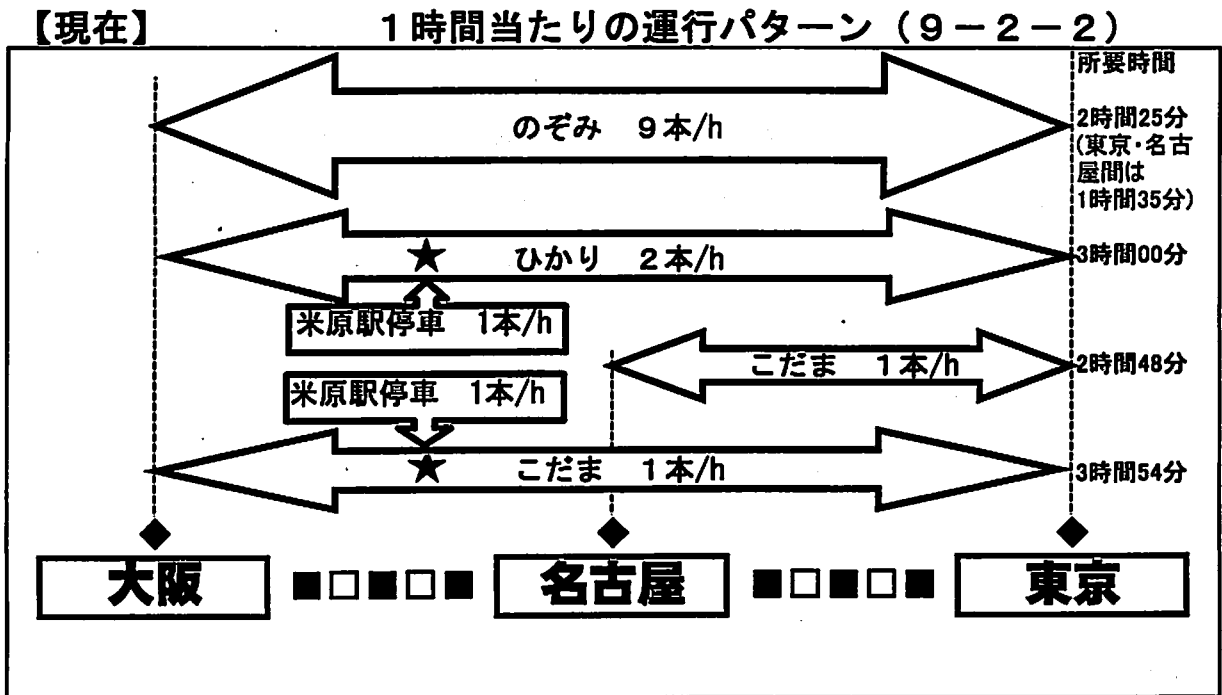 【現在】 1時間当たりの運行パターン(9-2-2)
所要時間
のぞみ 9本/h
2時間25分
(東京・名古
屋間は
1時間35分)
★ ひかり 2本/h
3時間00分
米原駅停車 1本/h
こだま 1本/h
2時間48分
米原駅停車 1本/h
★ こだま 1本/h
3時間54分
大阪 ■□■□■ 名古屋 ■□■□■ 東京